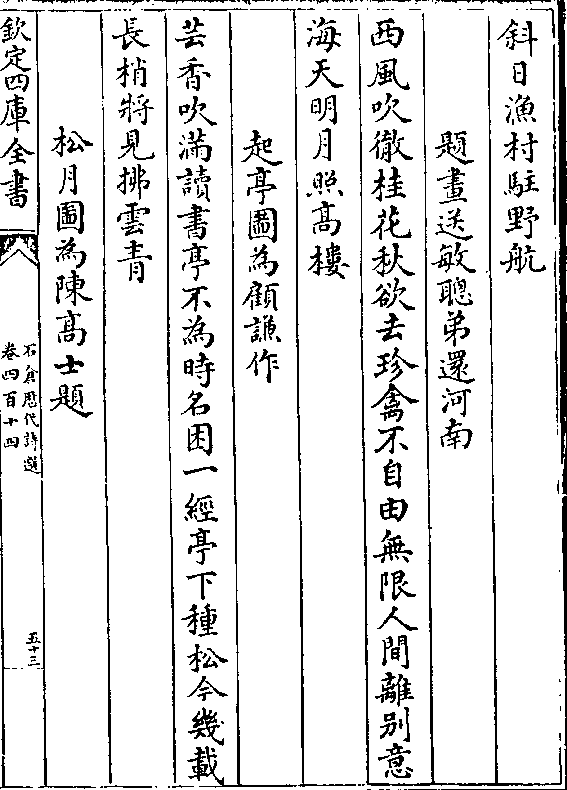 斜日漁村駐野航
題畫送敏聰弟還河南
西風吹徹桂花秋欲去珍禽不自由無限人間離别意
海天明月照髙樓
起亭圖為顧謙作
芸香吹滿讀書亭不為時名困一經亭下種松今幾載
長梢將見拂雲青
松月圖為陳髙士題
欽定四庫全書
石倉歷代詩選
卷四百十四
五十三